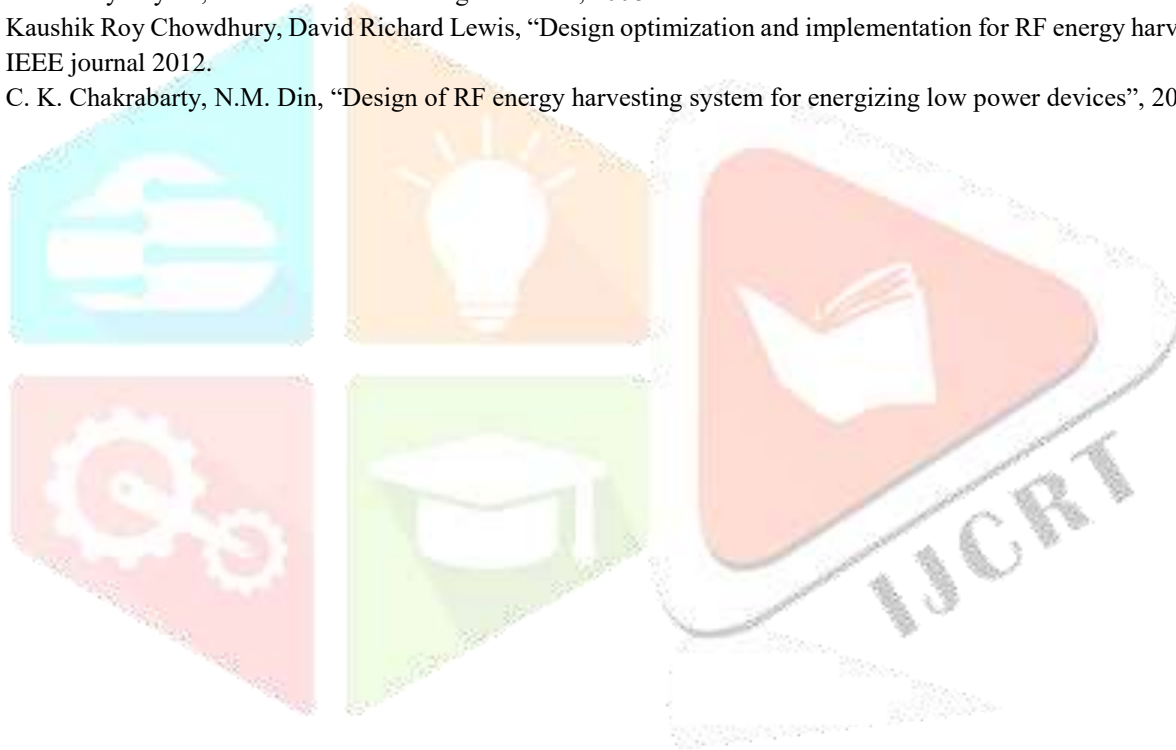 Kaushik Roy Chowdhury, David Richard Lewis, “Design optimization and implementation for RF energy harv
IEEE journal 2012.
C. K. Chakrabarty, N.M. Din, “Design of RF energy harvesting system for energizing low power devices”, 20
IJCRT